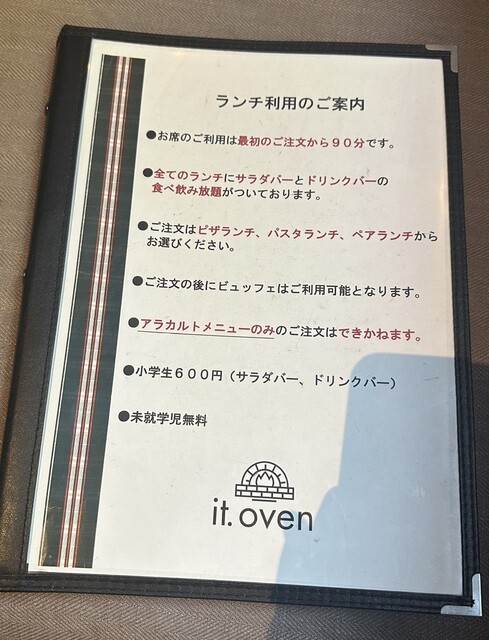 ランチ利用のご案内
●お席のご利用は最初のご注文から９０分です。
●全てのランチにサラダバーとドリンクバーの
食べ飲み放題がついております。
●ご注文はピザランチ、パスタランチ、ペアランチから
お選びください。
●ご注文の後にビュッフェはご利用可能となります。
●アラカルトメニューのみのご注文はできかねます。
●小学生６００円（サラダバー、ドリンクバー）
●未就学児無料
it. oven